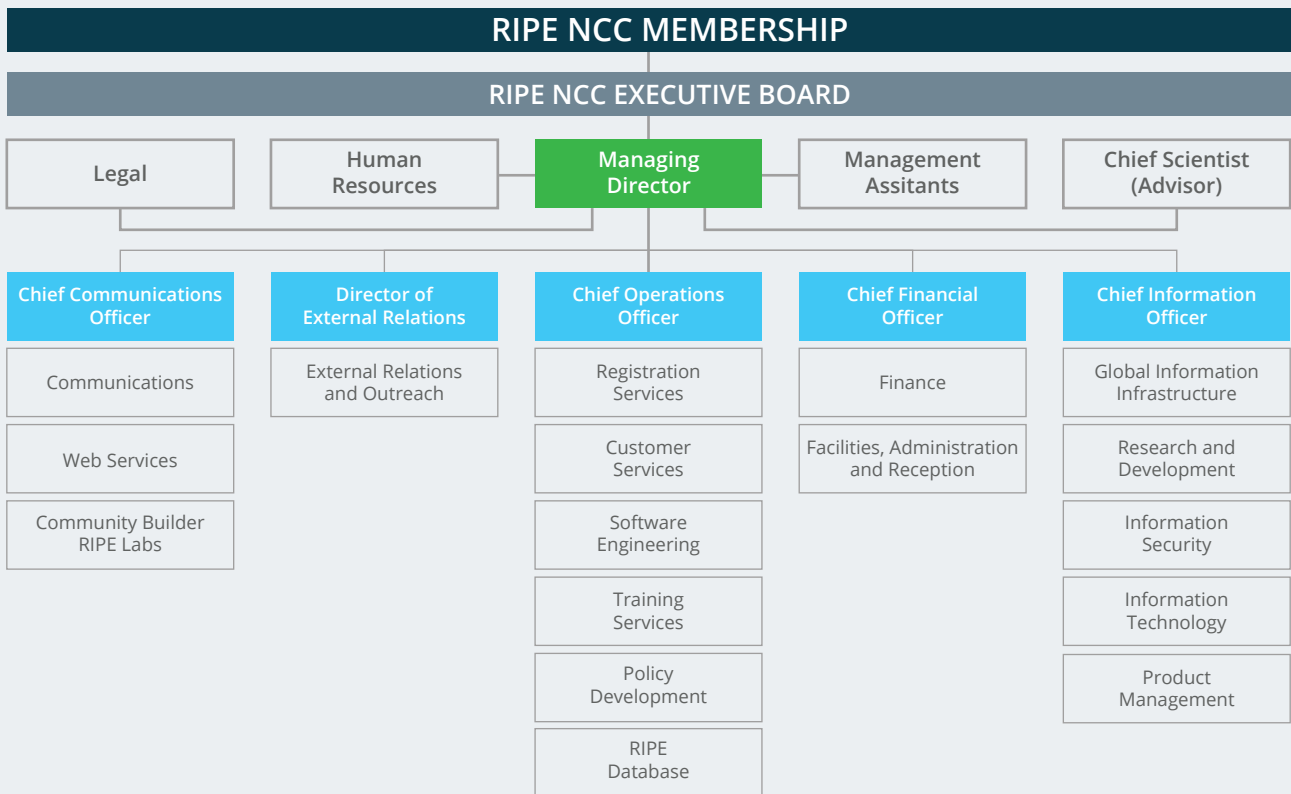 RIPE NCC MEMBERSHIP
RIPE NCC EXECUTIVE BOARD
Legal
Human
Resources
Managing
Director
Management
Assitants
Chief Scientist
(Advisor)
Chief Communications
Officer
Communications
Web Services
Community Builder
RIPE Labs
Director of
External Relations
External Relations
and Outreach
Chief Operations
Officer
Registration
Services
Customer
Services
Software
Engineering
Training
Services
Policy
Development
RIPE
Database
Chief Financial
Officer
Finance
Facilities, Administration
and Reception
Chief Information
Officer
Global Information
Infrastructure
Research and
Development
Information
Security
Information
Technology
Product
Management